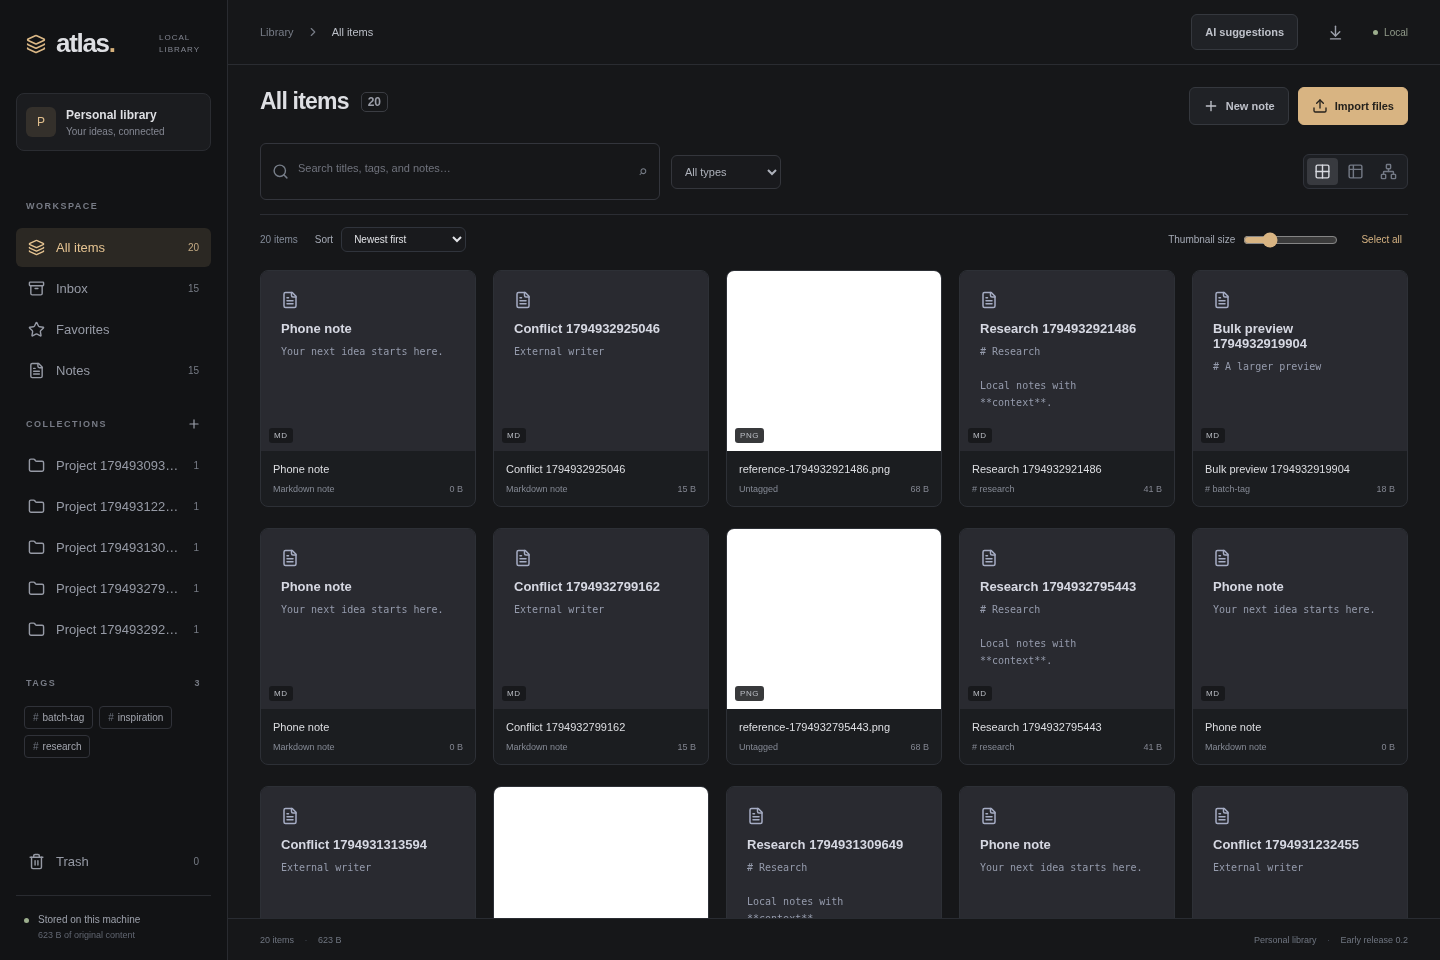 atlas.
LOCAL
LIBRARY
P
Personal library
Your ideas, connected
WORKSPACE
All items 20
Inbox 15
Favorites
Notes 15
COLLECTIONS
Project 179493093… 1
Project 179493122… 1
Project 179493130… 1
Project 179493279… 1
Project 179493292… 1
TAGS 3
# batch-tag # inspiration
# research
Trash 0
Stored on this machine
623 B of original content
Library All items
AI suggestions
Local
All items 20
New note
Import files
Search titles, tags, and notes…
All types
20 items Sort Newest first
Thumbnail size Select all
Phone note
Your next idea starts here.
MD
Phone note
Markdown note 0 B
Conflict 1794932925046
External writer
MD
Conflict 1794932925046
Markdown note 15 B
PNG
reference-1794932921486.png
Untagged 68 B
Research 1794932921486
# Research
Local notes with
**context**.
MD
Research 1794932921486
# research 41 B
Bulk preview
1794932919904
# A larger preview
MD
Bulk preview 1794932919904
# batch-tag 18 B
Phone note
Your next idea starts here.
MD
Phone note
Markdown note 0 B
Conflict 1794932799162
External writer
MD
Conflict 1794932799162
Markdown note 15 B
PNG
reference-1794932795443.png
Untagged 68 B
Research 1794932795443
# Research
Local notes with
**context**.
MD
Research 1794932795443
# research 41 B
Phone note
Your next idea starts here.
MD
Phone note
Markdown note 0 B
Conflict 1794931313594
External writer
Research 1794931309649
# Research
Local notes with
**context**
Phone note
Your next idea starts here.
Conflict 1794931232455
External writer
20 items · 623 B
Personal library · Early release 0.2